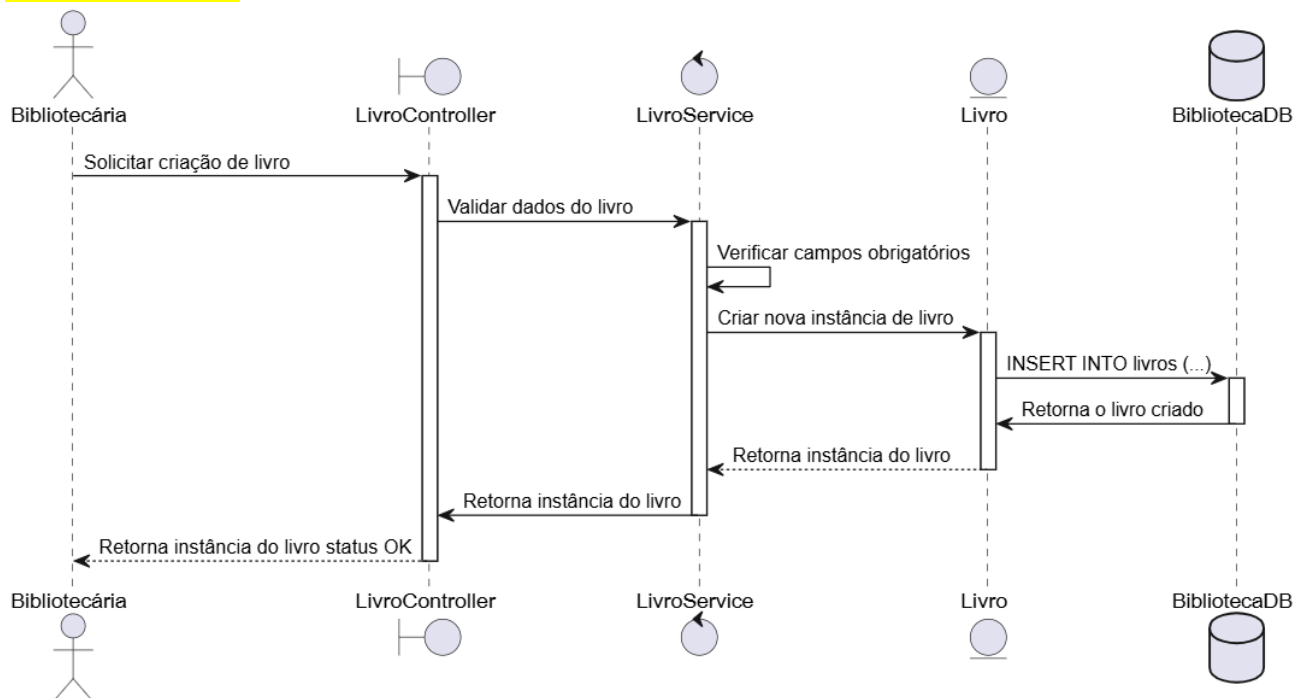 Bibliotecária
LivroController
LivroService
Livro
BibliotecaDB
Solicitar criação de livro
Validar dados do livro
Verificar campos obrigatórios
Criar nova instância de livro
INSERT INTO livros (...)
Retorna o livro criado
Retorna instância do livro
Retorna instância do livro
Retorna instância do livro status OK
Bibliotecária
LivroController
LivroService
Livro
BibliotecaDB